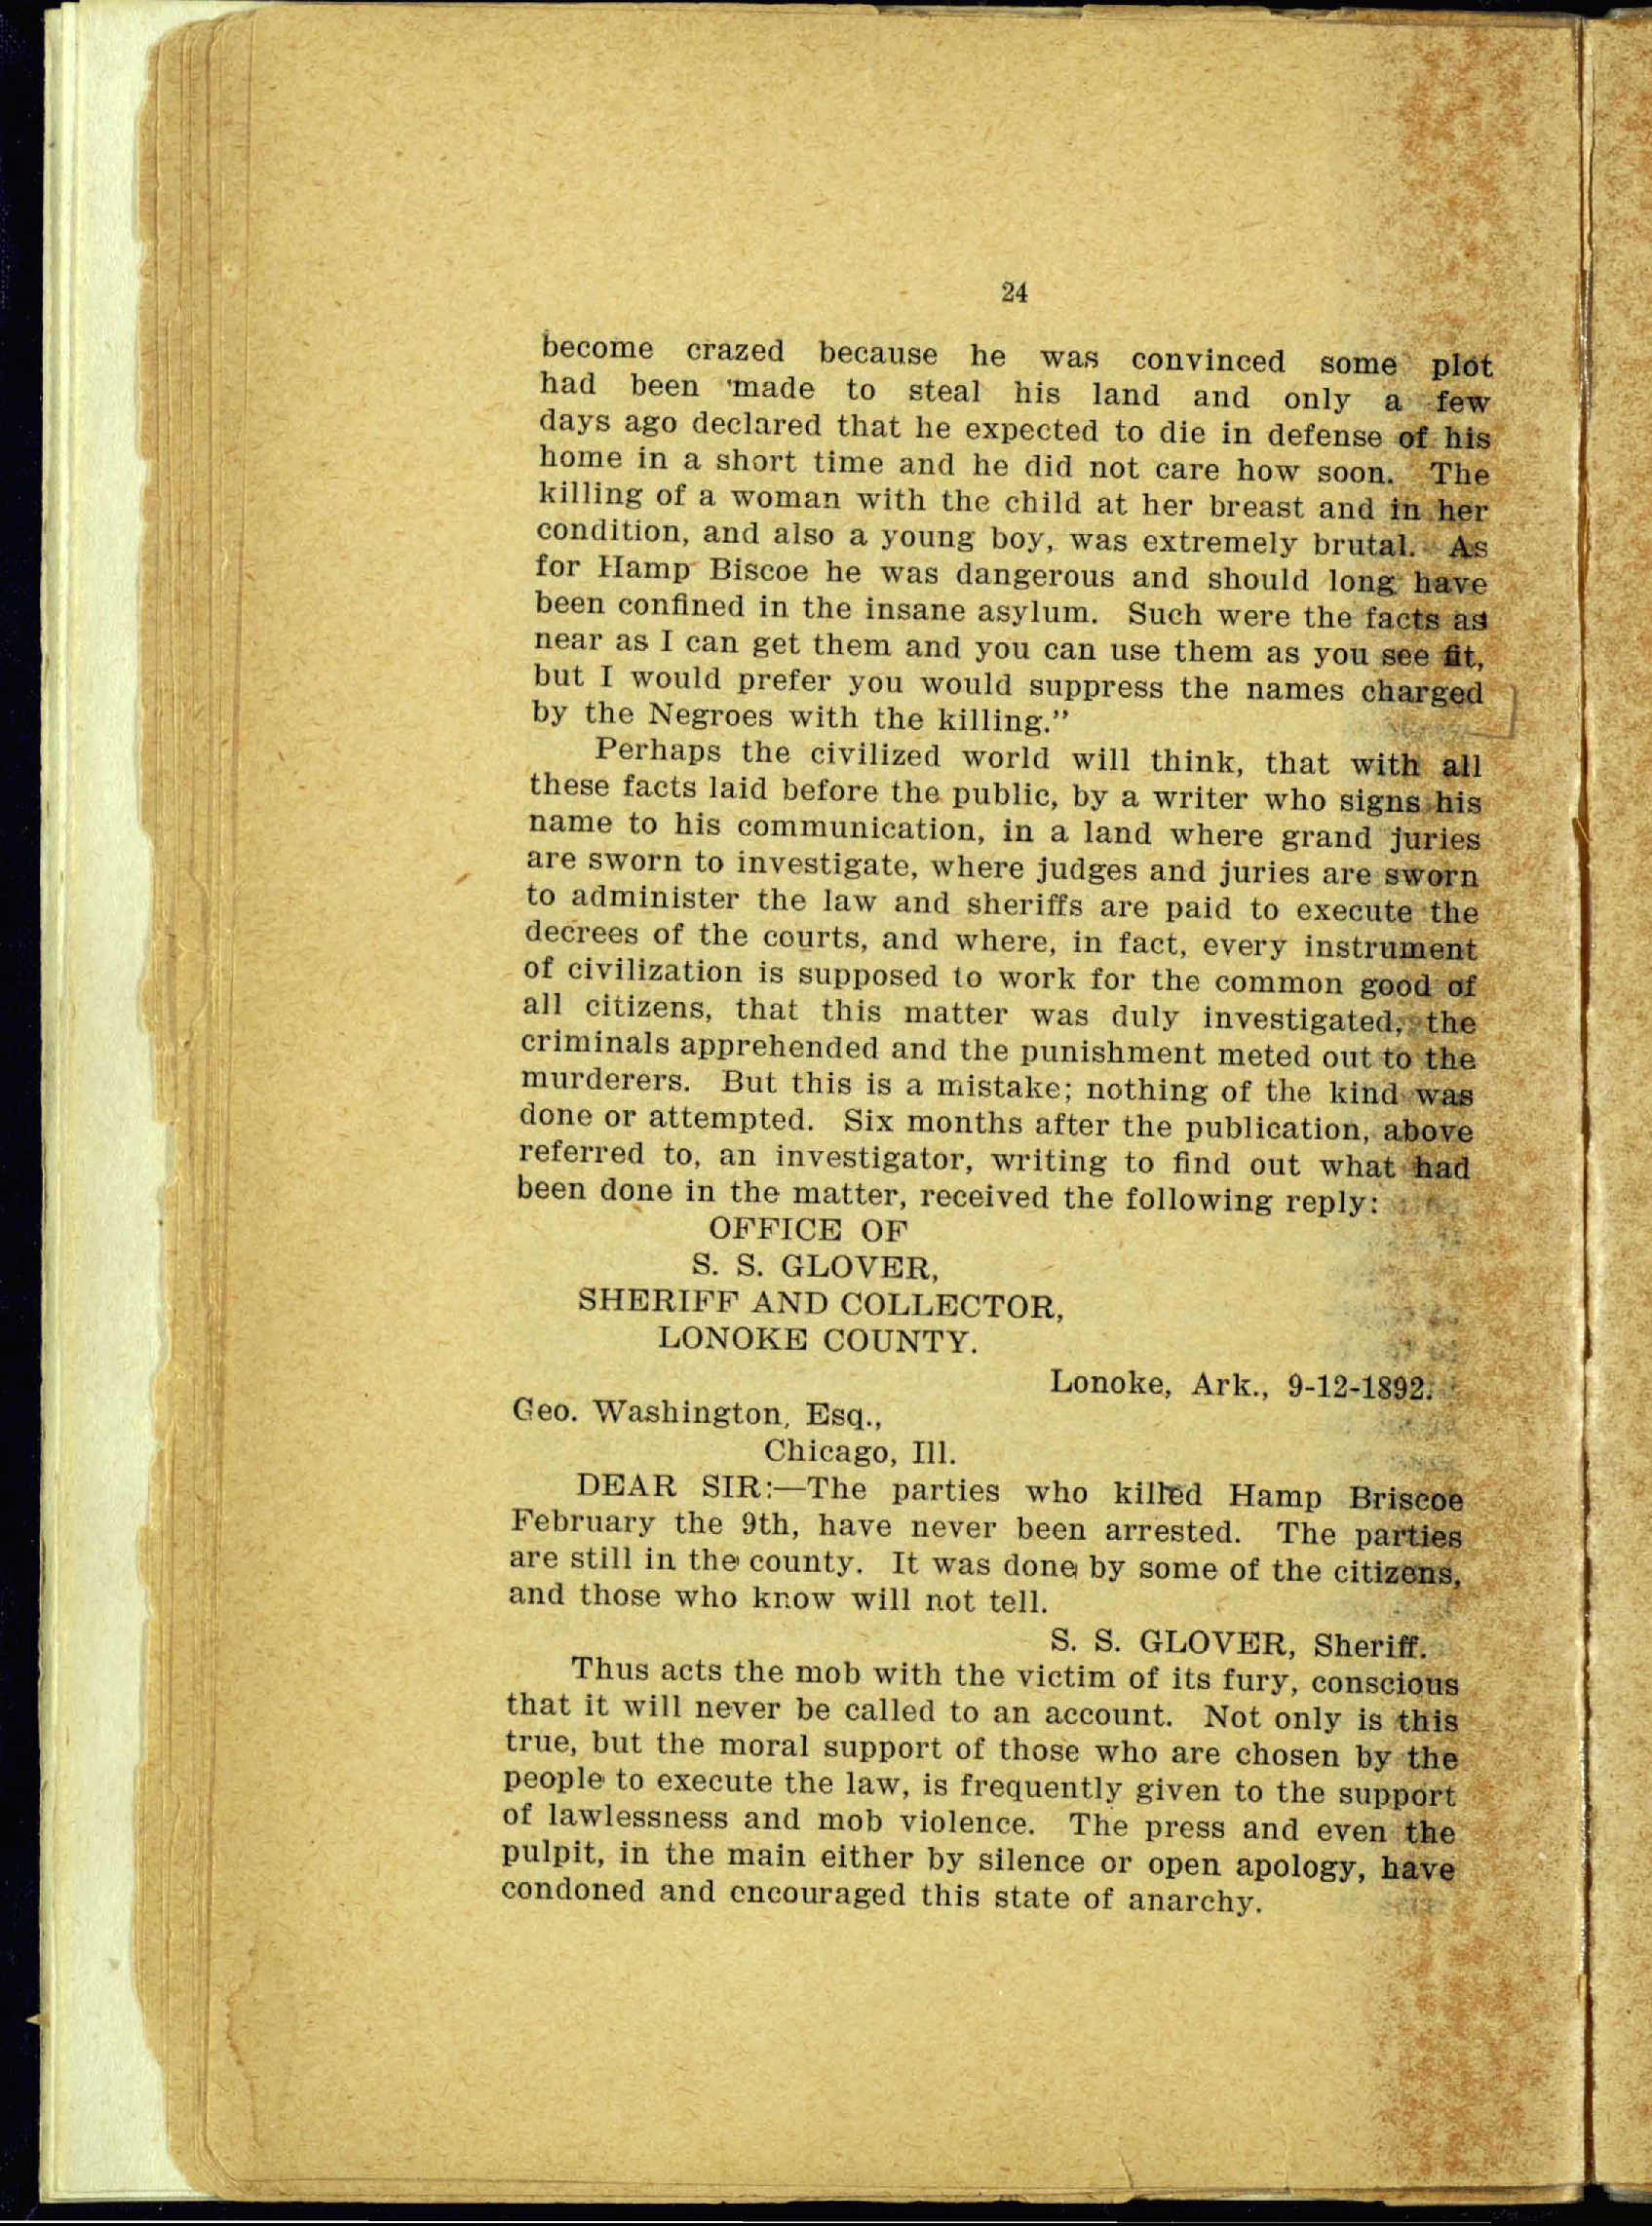 24
become crazed because he was convinced some plot
had been made to steal his land and only a few
days ago declared that he expected to die in defense of his
home in a short time and he did not care how soon. The
killing of a woman with the child at her breast and in her
condition, and also a young boy, was extremely brutal. As
for Hamp Biscoe he was dangerous and should long have
been confined in the insane asylum. Such were the facts as
near as I can get them and you can use them as you see fit,
but I would prefer you would suppress the names charged
by the Negroes with the killing.”
Perhaps the civilized world will think, that with all
these facts laid before the public, by a writer who signs his
name to his communication, in a land where grand juries
are sworn to investigate, where judges and juries are sworn
to administer the law and sheriffs are paid to execute the
decrees of the courts, and where, in fact, every instrument
of civilization is supposed to work for the common good of
all citizens, that this matter was duly investigated, the
criminals apprehended and the punishment meted out to the
murderers. But this is a mistake; nothing of the kind was
done or attempted. Six months after the publication, above
referred to, an investigator, writing to find out what had
been done in the matter, received the following reply:
OFFICE OF
S. S. GLOVER,
SHERIFF AND COLLECTOR,
LONOKE COUNTY.
Lonoke, Ark., 9-12-1892.
Geo. Washington, Esq.,
Chicago, Ill.
DEAR SIR:—The parties who killed Hamp Briscoe
February the 9th, have never been arrested. The parties
are still in the county. It was done by some of the citizens,
and those who know will not tell.
S. S. GLOVER, Sheriff.
Thus acts the mob with the victim of its fury, conscious
that it will never be called to an account. Not only is this
true, but the moral support of those who are chosen by the
people to execute the law, is frequently given to the support
of lawlessness and mob violence. The press and even the
pulpit, in the main either by silence or open apology, have
condoned and encouraged this state of anarchy.